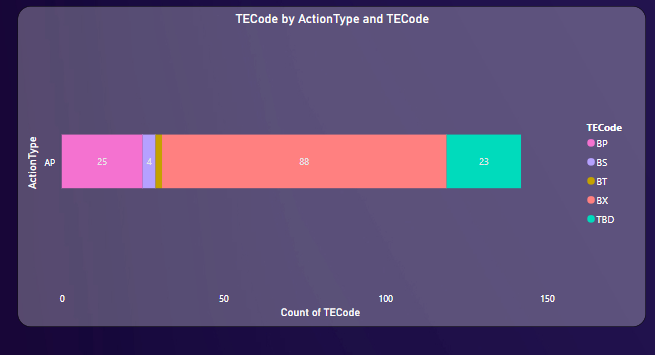 TECode by ActionType and TECode
ActionType
AP
25
4
88
23
TECode
BP
BS
BT
BX
TBD
0
50
100
150
Count of TECode